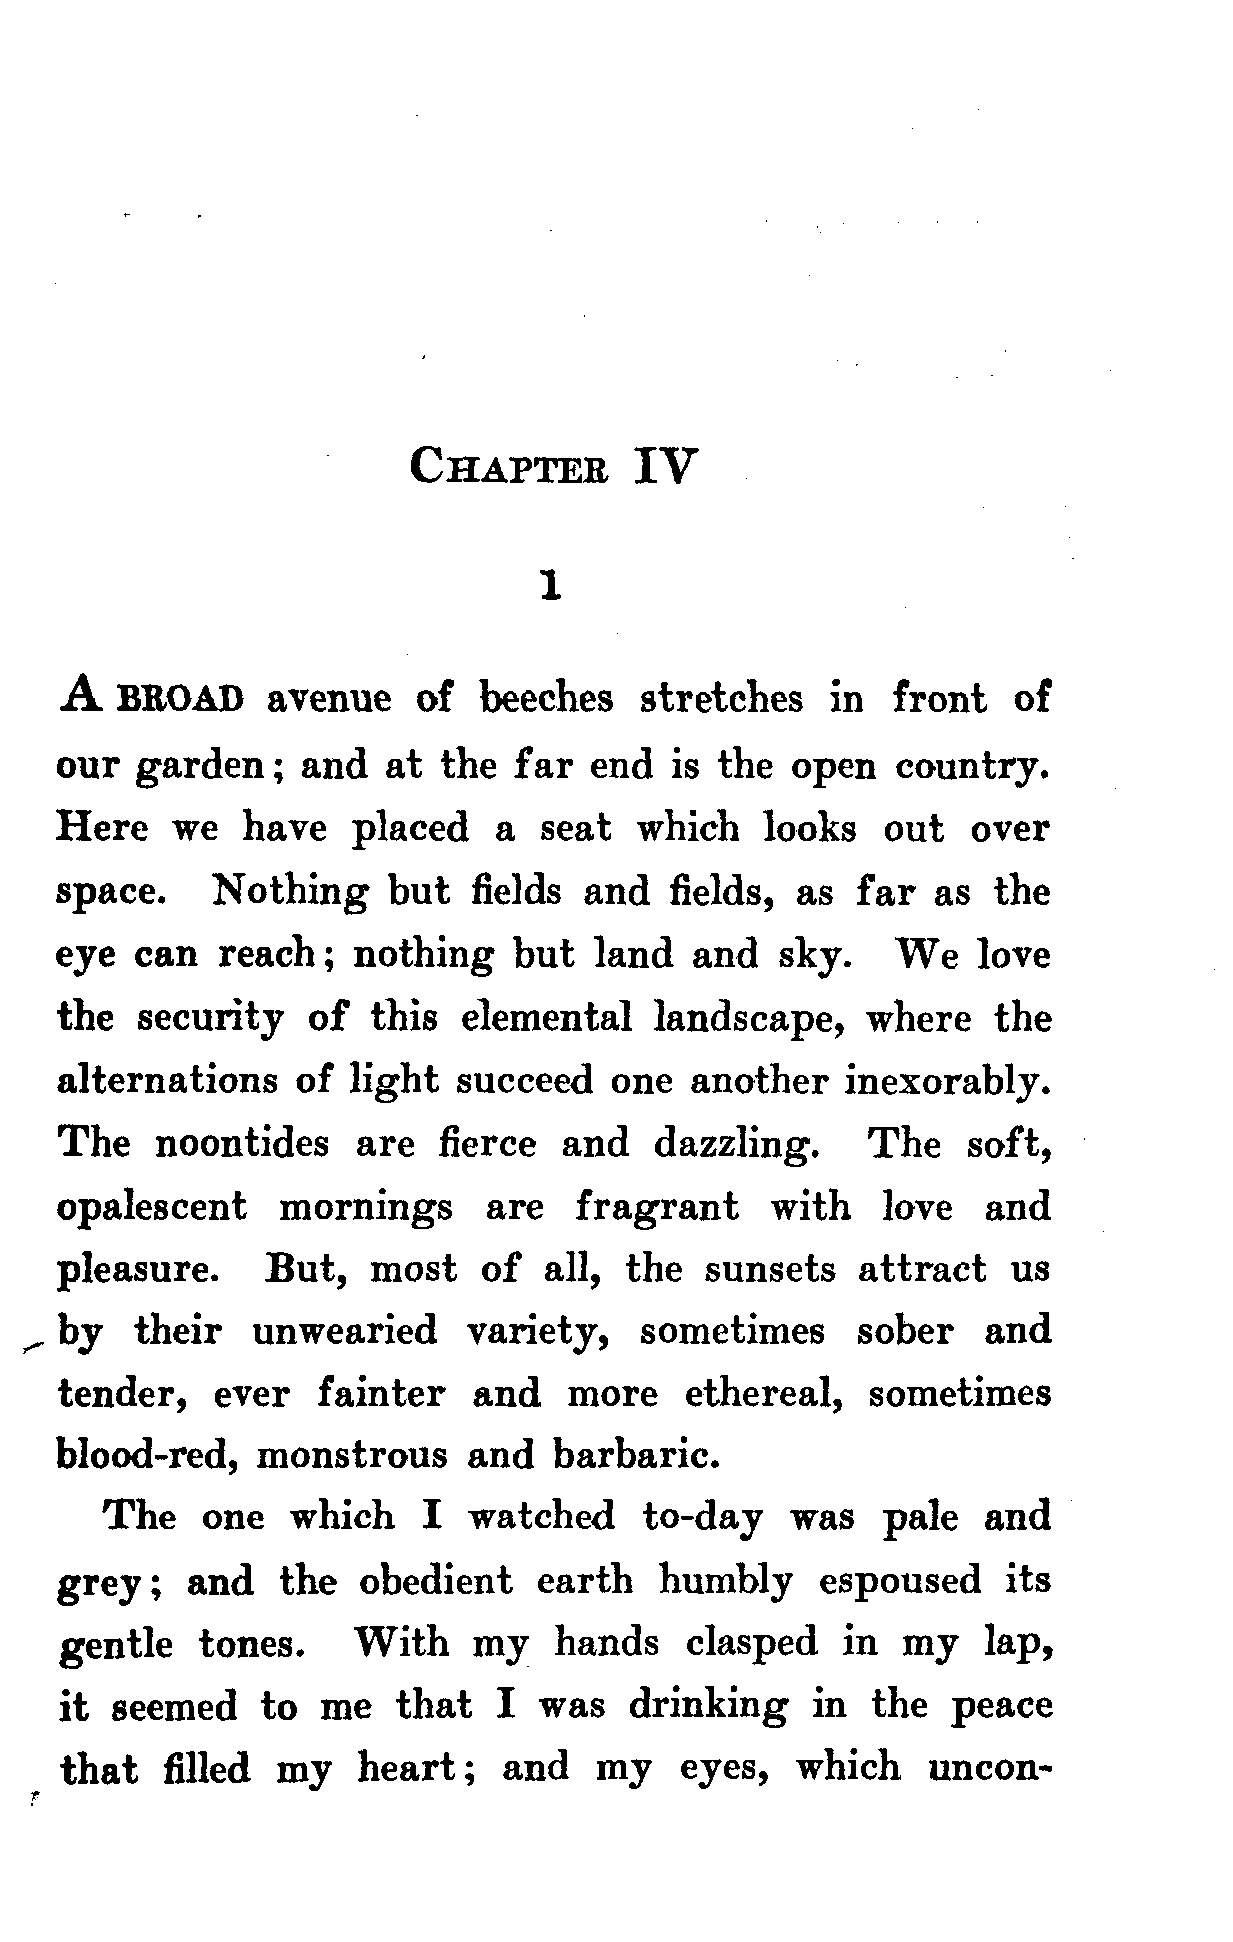 CHAPTER IV
1
A BROAD avenue of beeches stretches in front of
our garden; and at the far end is the open country.
Here we have placed a seat which looks out over
space. Nothing but fields and fields, as far as the
eye can reach; nothing but land and sky. We love
the security of this elemental landscape, where the
alternations of light succeed one another inexorably.
The noontides are fierce and dazzling. The soft,
opalescent mornings are fragrant with love and
pleasure. But, most of all, the sunsets attract us
by their unwearied variety, sometimes sober and
tender, ever fainter and more ethereal, sometimes
blood-red, monstrous and barbaric.
The one which I watched to-day was pale and
grey; and the obedient earth humbly espoused its
gentle tones. With my hands clasped in my lap,
it seemed to me that I was drinking in the peace
that filled my heart; and my eyes, which uncon-